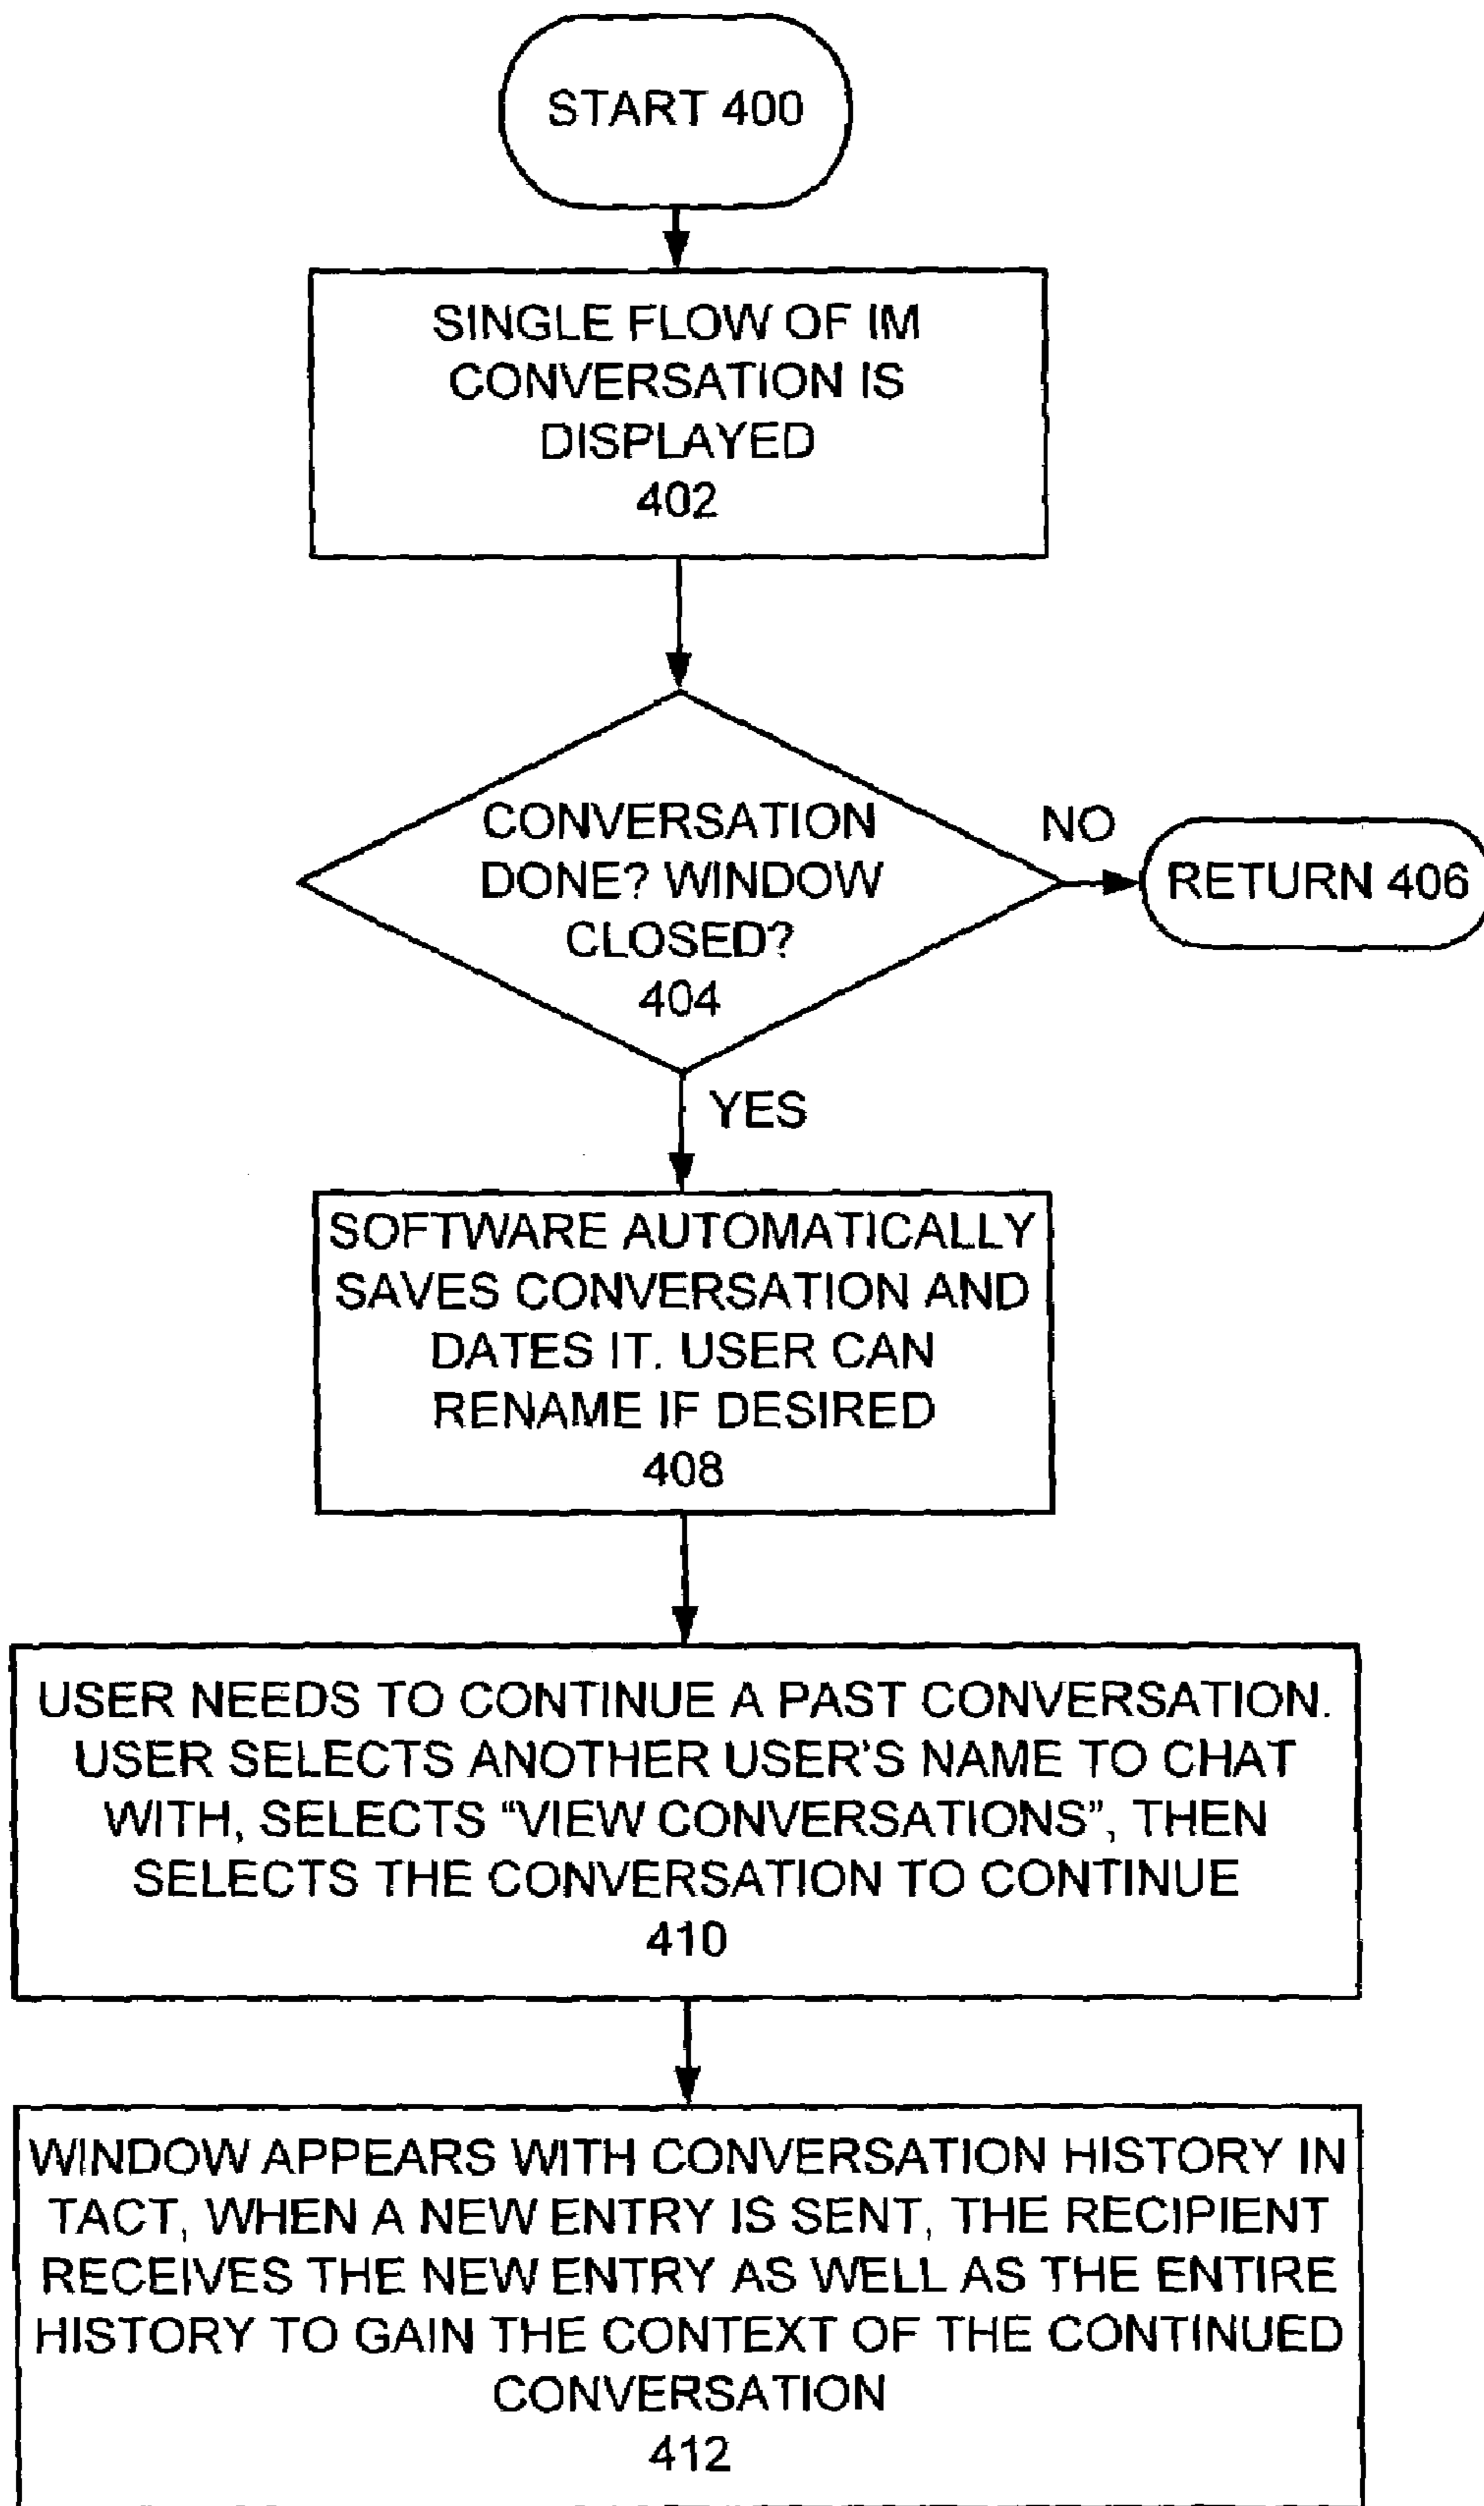 START 400
SINGLE FLOW OF IM
CONVERSATION IS
DISPLAYED
402
CONVERSATION
DONE? WINDOW
CLOSED?
404
NO
RETURN 406
YES
SOFTWARE AUTOMATICALLY
SAVES CONVERSATION AND
DATES IT. USER CAN
RENAME IF DESIRED
408
USER NEEDS TO CONTINUE A PAST CONVERSATION.
USER SELECTS ANOTHER USER'S NAME TO CHAT
WITH, SELECTS “VIEW CONVERSATIONS”, THEN
SELECTS THE CONVERSATION TO CONTINUE
410
WINDOW APPEARS WITH CONVERSATION HISTORY IN
TACT, WHEN A NEW ENTRY IS SENT, THE RECIPIENT
RECEIVES THE NEW ENTRY AS WELL AS THE ENTIRE
HISTORY TO GAIN THE CONTEXT OF THE CONTINUED
CONVERSATION
412